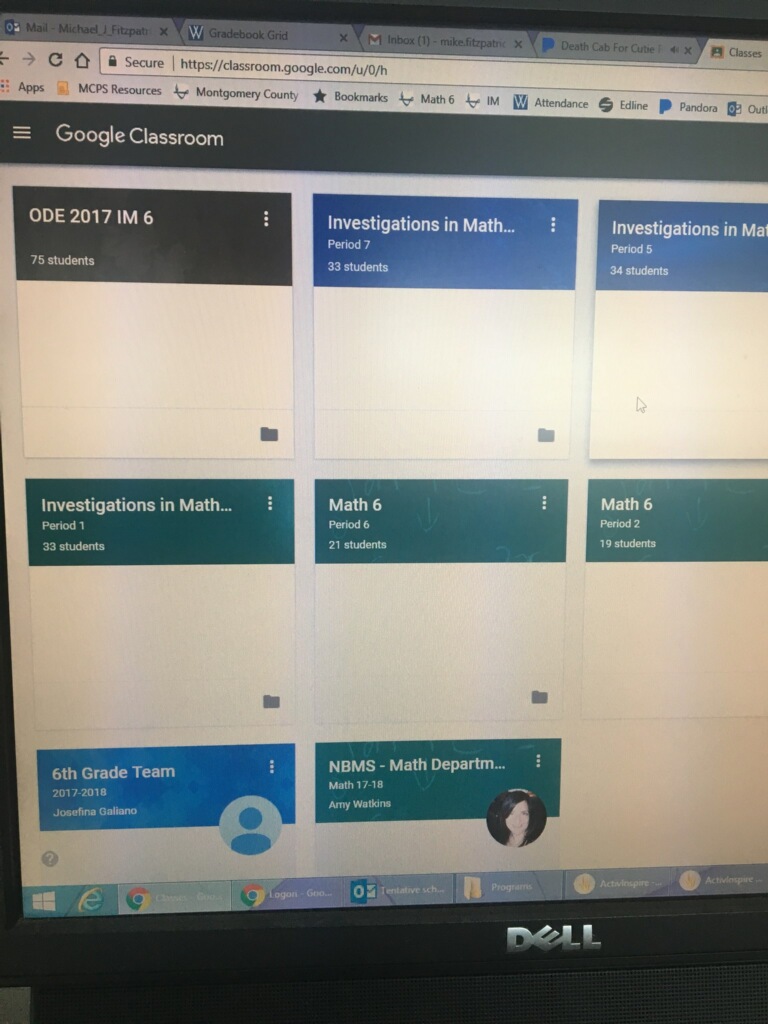 Mail - Michael_J_Fitzpatri
Gradebook Grid
Inbox (1) - mike.fitzpatric
Death Cab For Cutie
Classes
Secure | https://classroom.google.com/u/0/h
Apps MCPS Resources Montgomery County Bookmarks Math 6 IM Attendance Edline Pandora Outl
Google Classroom
ODE 2017 IM 6
75 students
Investigations in Math...
Period 7
33 students
Investigations in Mat
Period 5
34 students
Investigations in Math...
Period 1
33 students
Math 6
Period 6
21 students
Math 6
Period 2
19 students
6th Grade Team
2017-2018
Josefina Galiano
NBMS - Math Departm...
Math 17-18
Amy Watkins
?
Classes - Goo...
Logan - Goo...
Tentative sch...
Programs
ActivInspire -...
ActivInspire ...
DELL